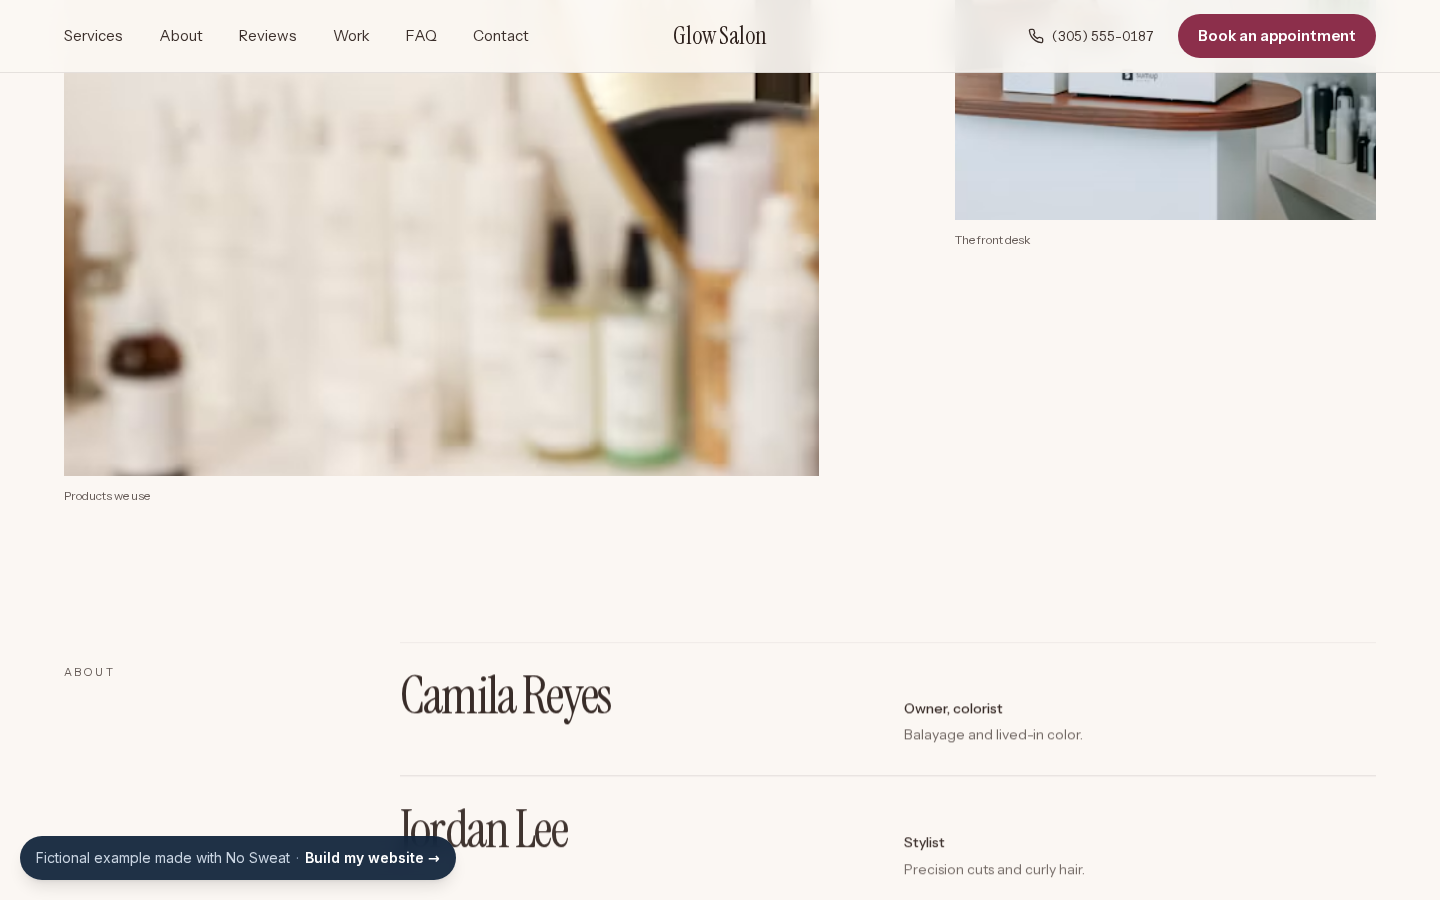 Services About Reviews Work FAQ Contact
Glow Salon
(305) 555-0187
Book an appointment
sumup
The front desk
Products we use
ABOUT
Camila Reyes
Owner, colorist
Balayage and lived-in color.
Jordan Lee
Stylist
Precision cuts and curly hair.
Fictional example made with No Sweat · Build my website →